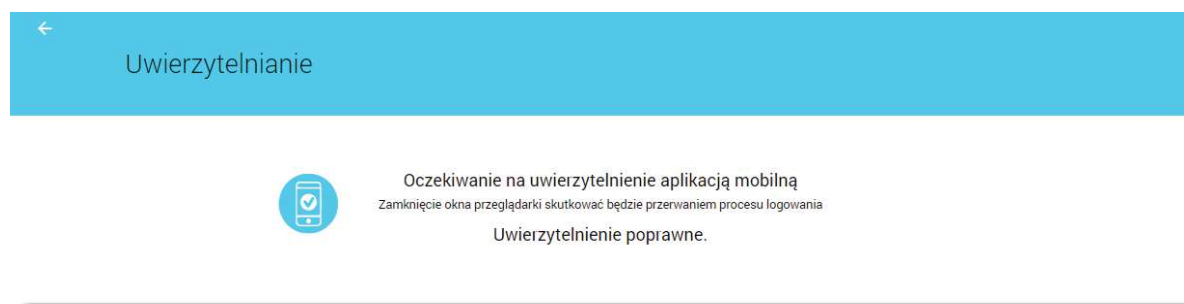 Uwierzytelnianie
Oczekiwanie na uwierzytelnienie aplikacją mobilną
Zamknięcie okna przeglądarki skutkować będzie przerwaniem procesu logowania
Uwierzytelnienie poprawne.